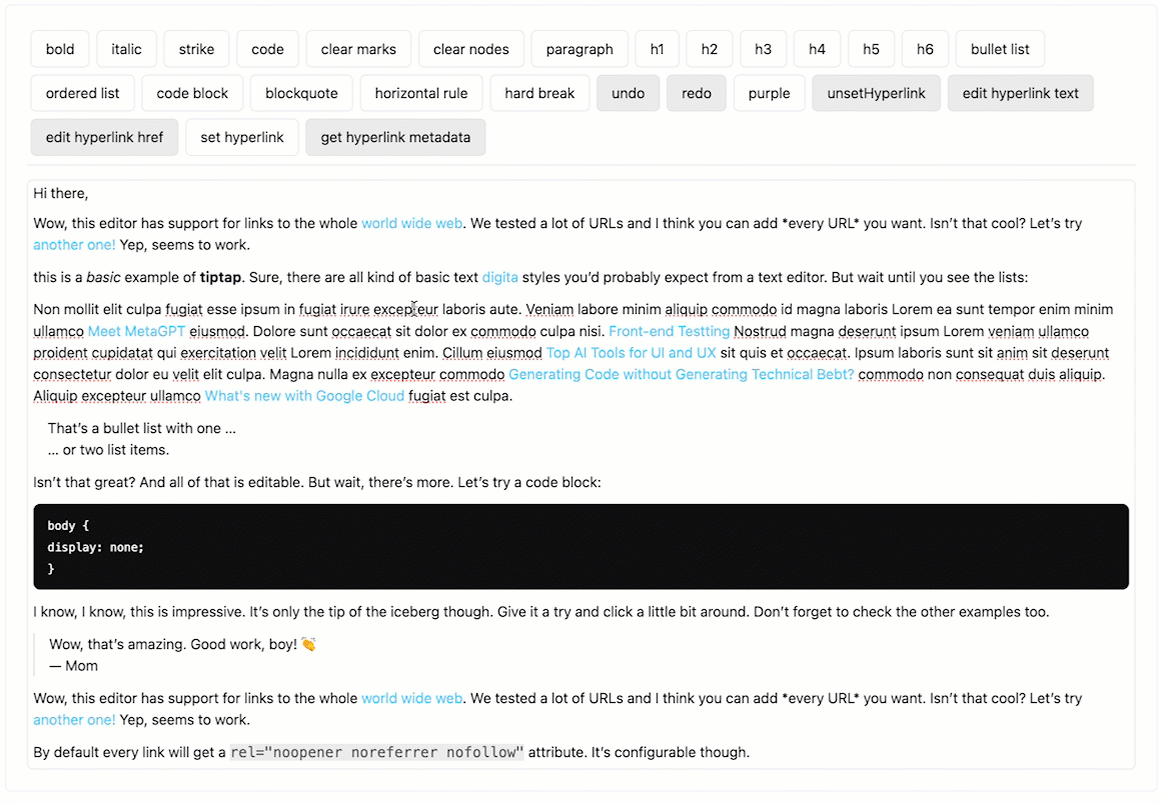 bold italic strike code clear marks clear nodes paragraph h1 h2 h3 h4 h5 h6 bullet list
ordered list code block blockquote horizontal rule hard break undo redo purple unsetHyperlink edit hyperlink text
edit hyperlink href set hyperlink get hyperlink metadata
Hi there,
Wow, this editor has support for links to the whole world wide web. We tested a lot of URLs and I think you can add *every URL* you want. Isn’t that cool? Let’s try
another one! Yep, seems to work.
this is a basic example of tiptap. Sure, there are all kind of basic text digita styles you’d probably expect from a text editor. But wait until you see the lists:
Non mollit elit culpa fugiat esse ipsum in fugiat irure excepteur laboris aute. Veniam labore minim aliquip commodo id magna laboris Lorem ea sunt tempor enim minim
ullamco Meet MetaGPT eiusmod. Dolore sunt occaecat sit dolor ex commodo culpa nisi. Front-end Testting Nostrud magna deserunt ipsum Lorem veniam ullamco
proident cupidatat qui exercitation velit Lorem incididunt enim. Cillum eiusmod Top AI Tools for UI and UX sit quis et occaecat. Ipsum laboris sunt sit anim sit deserunt
consectetur dolor eu velit elit culpa. Magna nulla ex excepteur commodo Generating Code without Generating Technical Bebt? commodo non consequat duis aliquip.
Aliquip excepteur ullamco What's new with Google Cloud fugiat est culpa.
That’s a bullet list with one …
… or two list items.
Isn’t that great? And all of that is editable. But wait, there’s more. Let’s try a code block:
body {
display: none;
}
I know, I know, this is impressive. It’s only the tip of the iceberg though. Give it a try and click a little bit around. Don’t forget to check the other examples too.
Wow, that’s amazing. Good work, boy! 👏
— Mom
Wow, this editor has support for links to the whole world wide web. We tested a lot of URLs and I think you can add *every URL* you want. Isn’t that cool? Let’s try
another one! Yep, seems to work.
By default every link will get a rel="noopener noreferrer nofollow" attribute. It’s configurable though.